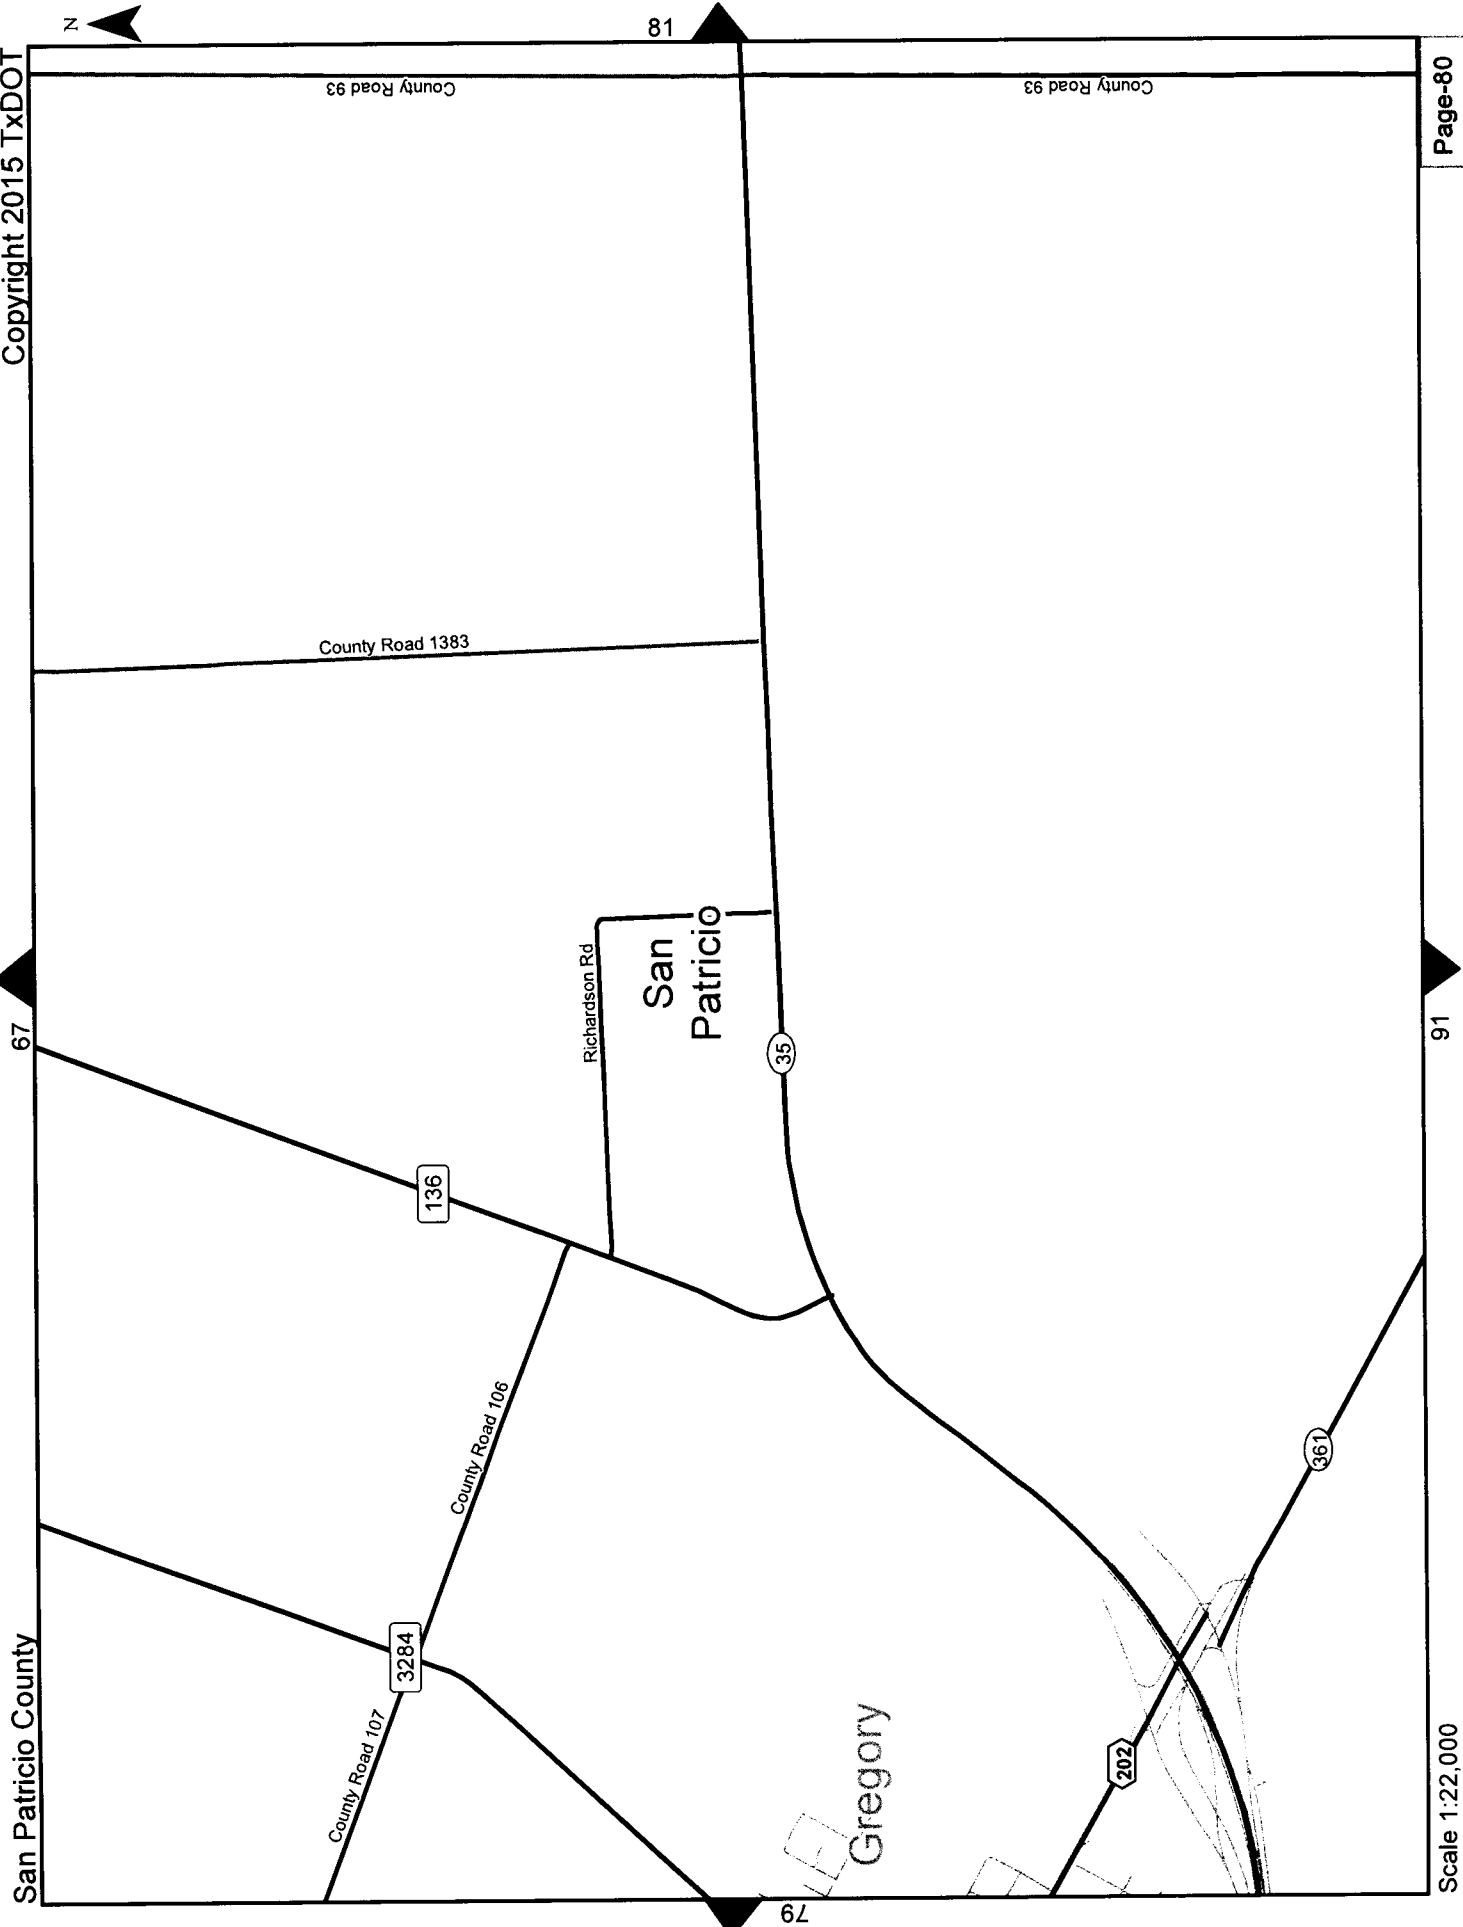 San Patricio County
Copyright 2015 TxDOT
67
N
81
County Road 93
County Road 93
County Road 1383
136
Richardson Rd
San
Patricio
35
County Road 106
3284
County Road 107
79
Gregory
202
361
91
Scale 1:22,000
Page-80